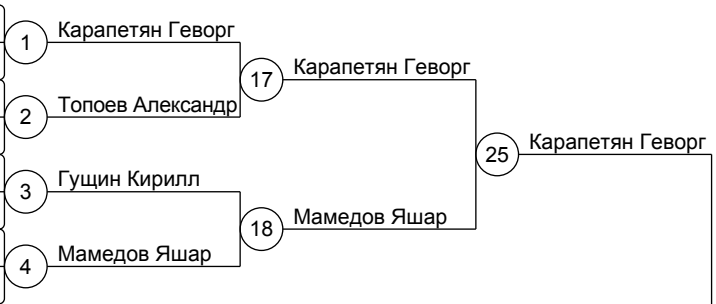 Карапетян Геворг
1
Карапетян Геворг
17
Топоев Александр
2
Карапетян Геворг
25
Гущин Кирилл
3
Мамедов Яшар
18
Мамедов Яшар
4